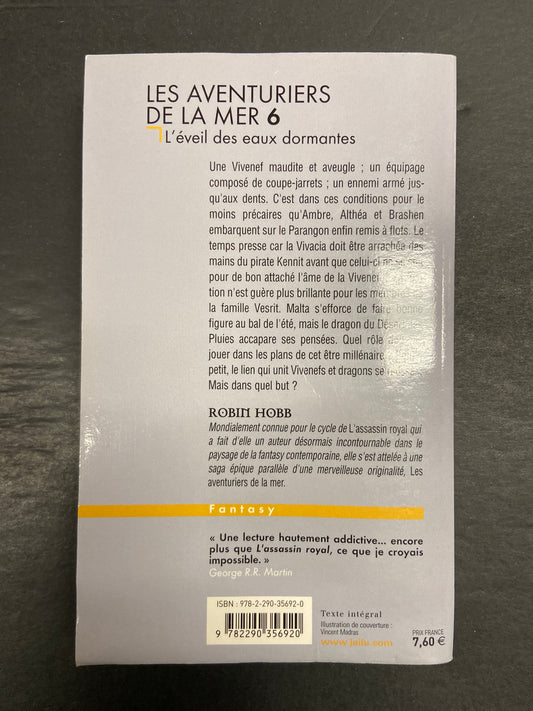 LES AVENTURIERS
DE LA MER 6
L'éveil des eaux dormantes
Une Vivenef maudite et aveugle ; un équipage
composé de coupe-jarrets ; un ennemi armé jus-
qu'aux dents. C'est dans ces conditions pour le
moins précaires qu'Ambre, Althéa et Brashen
embarquent sur le Parangon enfin remis à flots. Le
temps presse car la Vivacia doit être arrachée des
mains du pirate Kennit avant que celui-ci ne se
pour de bon attaché l'âme de la Vivenef
tion n'est guère plus brillante pour les
la famille Vesrit. Malta s'efforce de faire bonne
figure au bal de l'été, mais le dragon du
Pluies accapare ses pensées. Quel rôle
jouer dans les plans de cet être millénaire
petit, le lien qui unit Vivenefs et dragons se
Mais dans quel but ?
ROBIN HOBB
Mondialement connue pour le cycle de L'assassin royal qui
a fait d'elle un auteur désormais incontournable dans le
paysage de la fantasy contemporaine, elle s'est attelée à une
saga épique parallèle d'une merveilleuse originalité, Les
aventuriers de la mer.
Fantasy
« Une lecture hautement addictive... encore
plus que L'assassin royal, ce que je croyais
impossible. »
George R.R. Martin
ISBN : 978-2-290-35692-0
9 782290 356920
Texte intégral
Illustration de couverture :
Vincent Madras
www.jailu.com
PRIX FRANCE
7,60 €